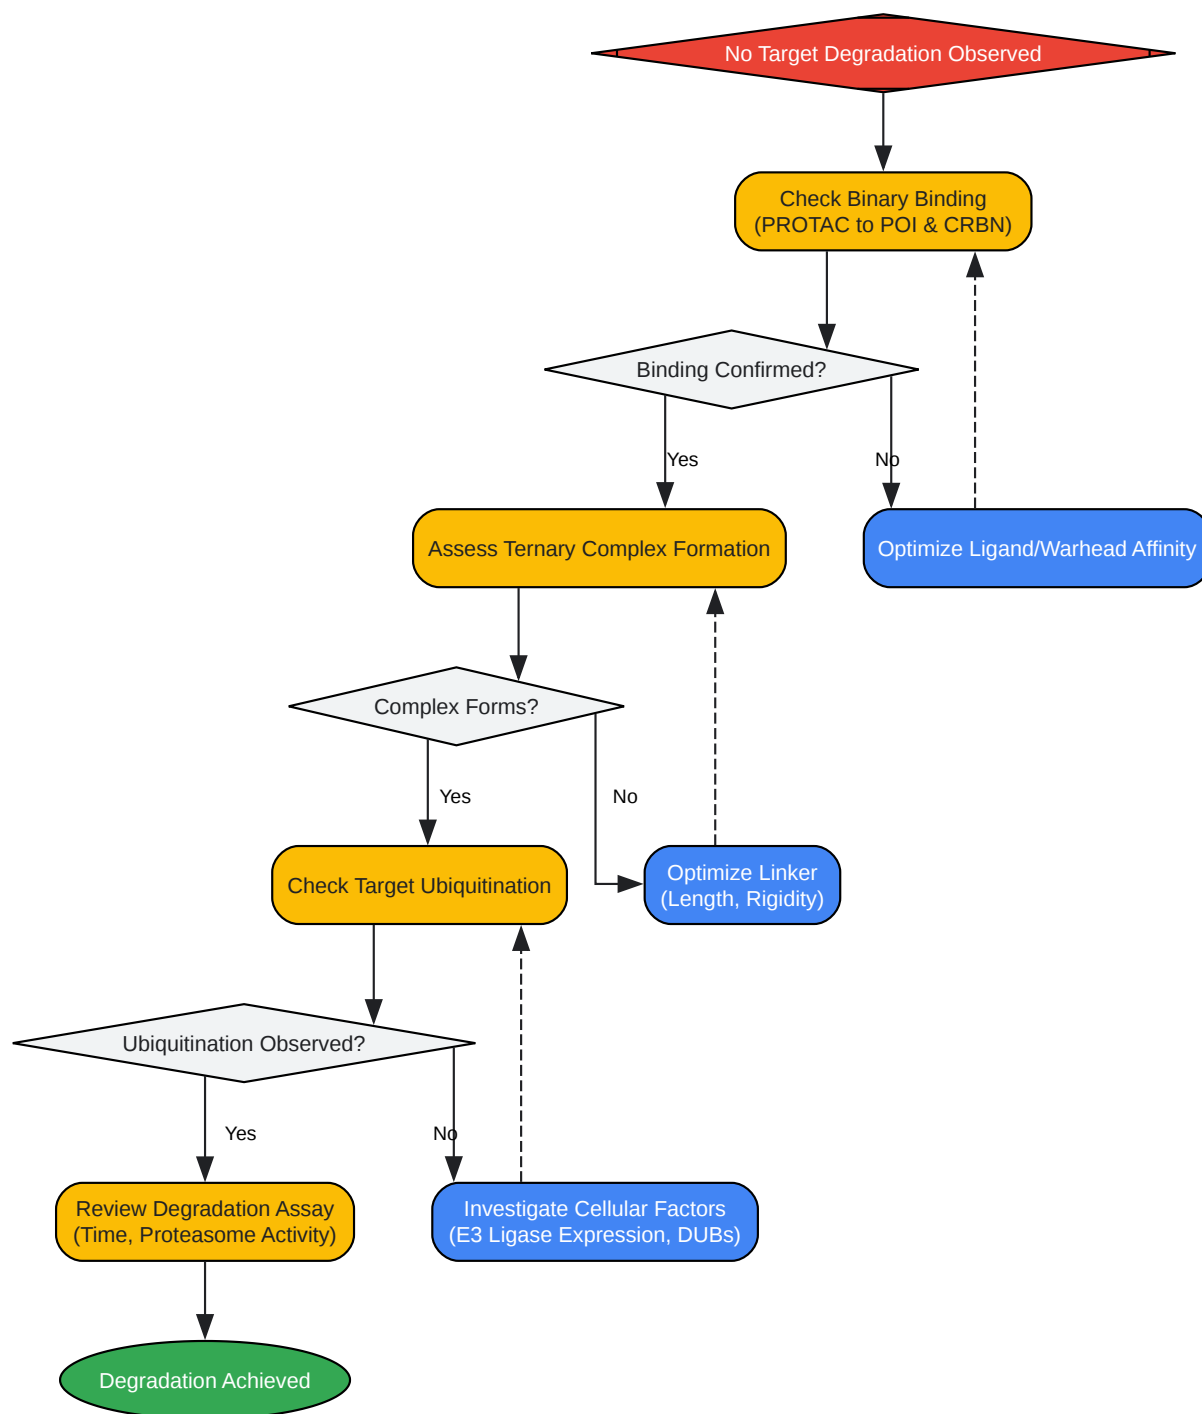 No Target Degradation Observed
Check Binary Binding
(PROTAC to POI & CRBN)
Binding Confirmed?
Yes
No
Assess Ternary Complex Formation
Optimize Ligand/Warhead Affinity
Complex Forms?
Yes
No
Check Target Ubiquitination
Optimize Linker
(Length, Rigidity)
Ubiquitination Observed?
Yes
No
Review Degradation Assay
(Time, Proteasome Activity)
Investigate Cellular Factors
(E3 Ligase Expression, DUBs)
Degradation Achieved